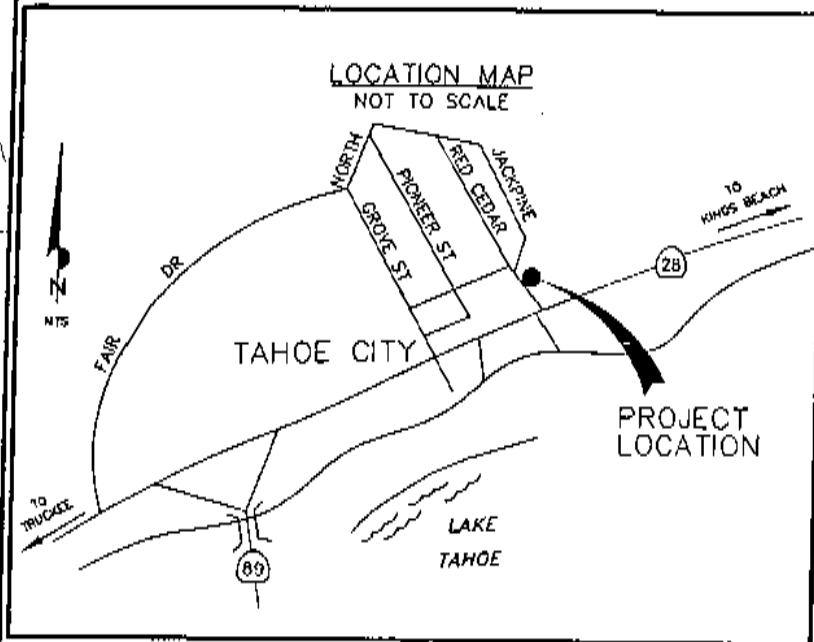 LOCATION MAP
NOT TO SCALE
NORTH
GROVE ST
PIONEER ST
RED CEDAR
JACKPINE
TO
KINGS BEACH
28
N
NTS
FAIR DR
TAHOE CITY
PROJECT
LOCATION
TO
TRUCKEE
LAKE
TAHOE
89